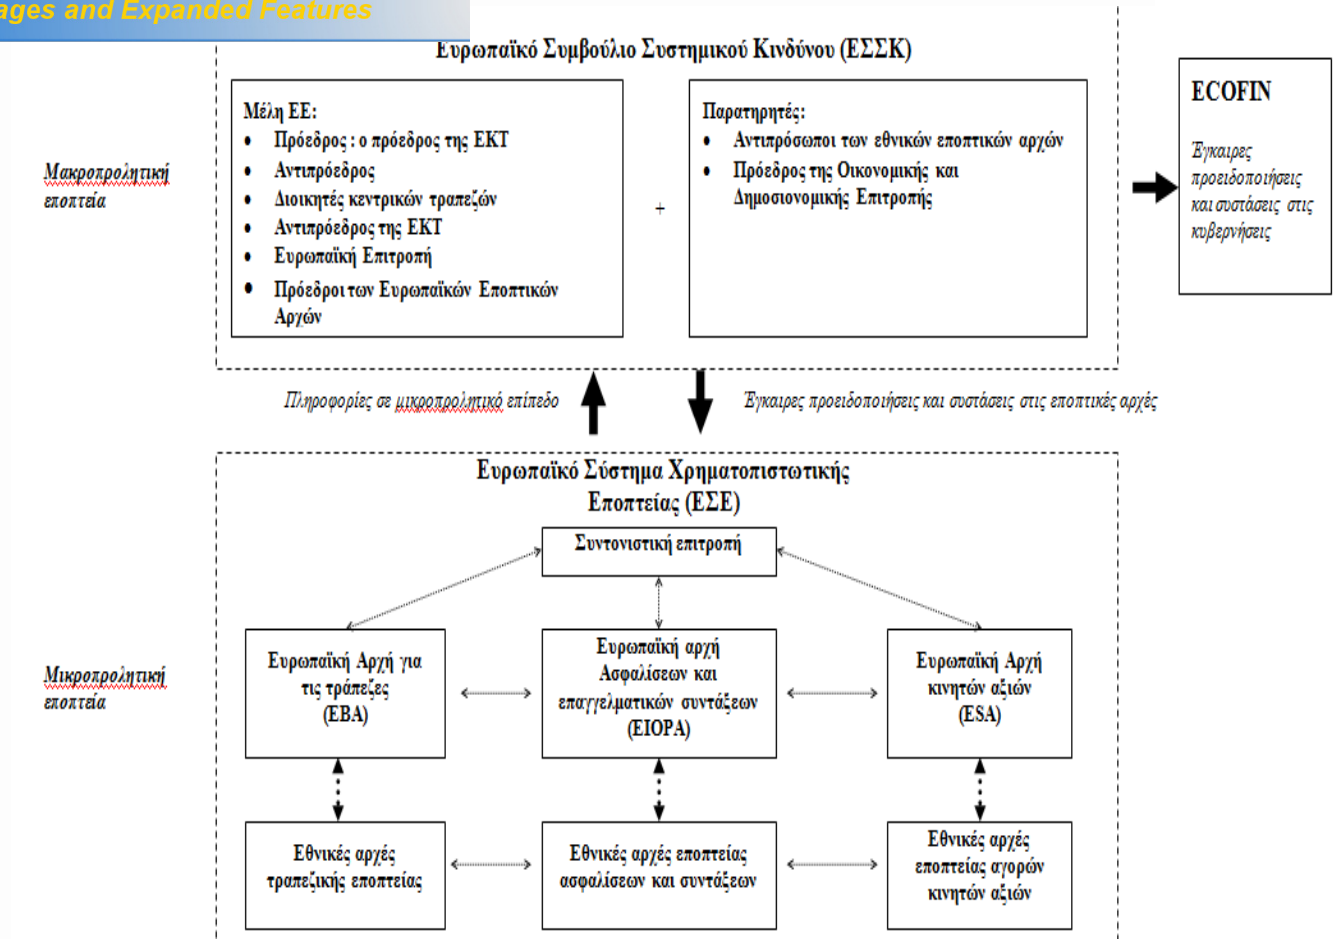 ages and Expanded Features
Ευρωπαϊκό Συμβούλιο Συστημικού Κινδύνου (ΕΣΣΚ)
Μέλη ΕΕ:
• Πρόεδρος : ο πρόεδρος της ΕΚΤ
• Αντιπρόεδρος
• Διοικητές κεντρικών τραπεζών
• Αντιπρόεδρος της ΕΚΤ
• Ευρωπαϊκή Επιτροπή
• Πρόεδροι των Ευρωπαϊκών Εποπτικών
Αρχών
+
Παρατηρητές:
• Αντιπρόσωποι των εθνικών εποπτικών αρχών
• Πρόεδρος της Οικονομικής και
Δημοσιονομικής Επιτροπής
ECOFIN
Έγκαιρες
προειδοποιήσεις
και συστάσεις στις
κυβερνήσεις
Μακροπρολητική
εποπτεία
Πληροφορίες σε μικροπρολητικό επίπεδο
Έγκαιρες προειδοποιήσεις και συστάσεις στις εποπτικές αρχές
Ευρωπαϊκό Σύστημα Χρηματοπιστωτικής
Εποπτείας (ΕΣΕ)
Συντονιστική επιτροπή
Μικροπρολητική
εποπτεία
Ευρωπαϊκή Αρχή για
τις τράπεζες
(ΕΒΑ)
Ευρωπαϊκή αρχή
Ασφαλίσεων και
επαγγελματικών συντάξεων
(EIOPA)
Ευρωπαϊκή Αρχή
κινητών αξιών
(ESA)
Εθνικές αρχές
τραπεζικής εποπτείας
Εθνικές αρχές εποπτείας
ασφαλίσεων και συντάξεων
Εθνικές αρχές
εποπτείας αγορών
κινητών αξιών